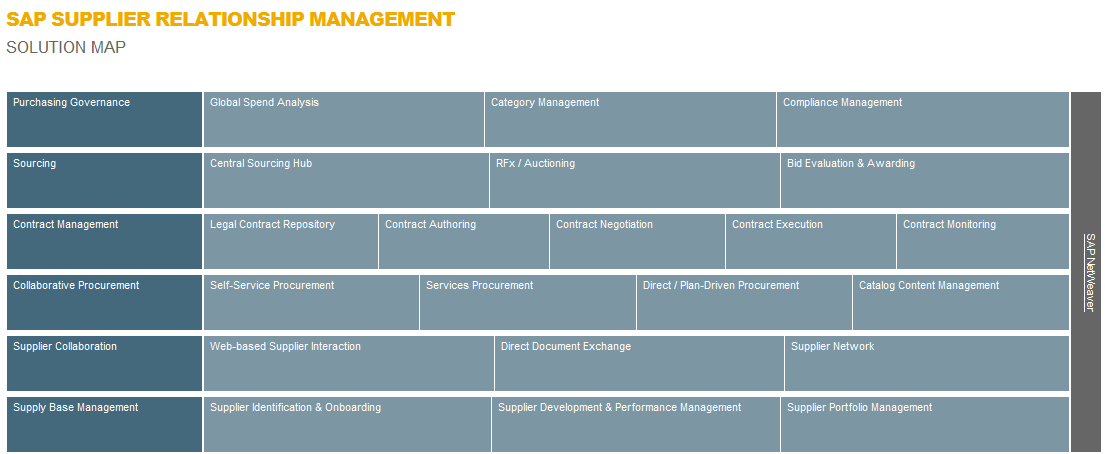 SAP SUPPLIER RELATIONSHIP MANAGEMENT
SOLUTION MAP
Purchasing Governance
Global Spend Analysis
Category Management
Compliance Management
Sourcing
Central Sourcing Hub
RFx / Auctioning
Bid Evaluation & Awarding
Contract Management
Legal Contract Repository
Contract Authoring
Contract Negotiation
Contract Execution
Contract Monitoring
Collaborative Procurement
Self-Service Procurement
Services Procurement
Direct / Plan-Driven Procurement
Catalog Content Management
Supplier Collaboration
Web-based Supplier Interaction
Direct Document Exchange
Supplier Network
Supply Base Management
Supplier Identification & Onboarding
Supplier Development & Performance Management
Supplier Portfolio Management
SAP NetWeaver